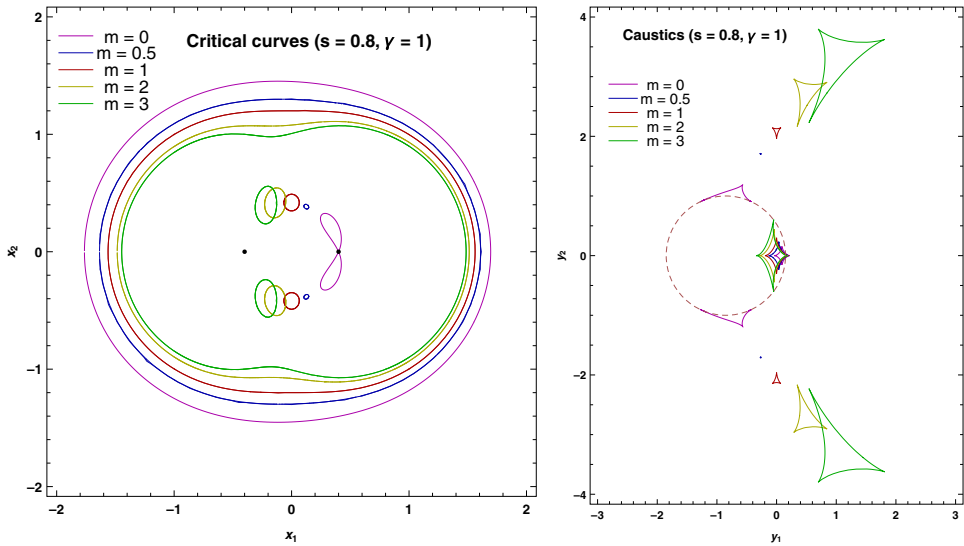 Critical curves (s = 0.8, γ = 1)
m = 0
m = 0.5
m = 1
m = 2
m = 3
2
1
0
−1
−2
x₂
−2
−1
0
1
2
x₁
Caustics (s = 0.8, γ = 1)
m = 0
m = 0.5
m = 1
m = 2
m = 3
4
2
0
−2
−4
y₂
−3
−2
−1
0
1
2
3
y₁